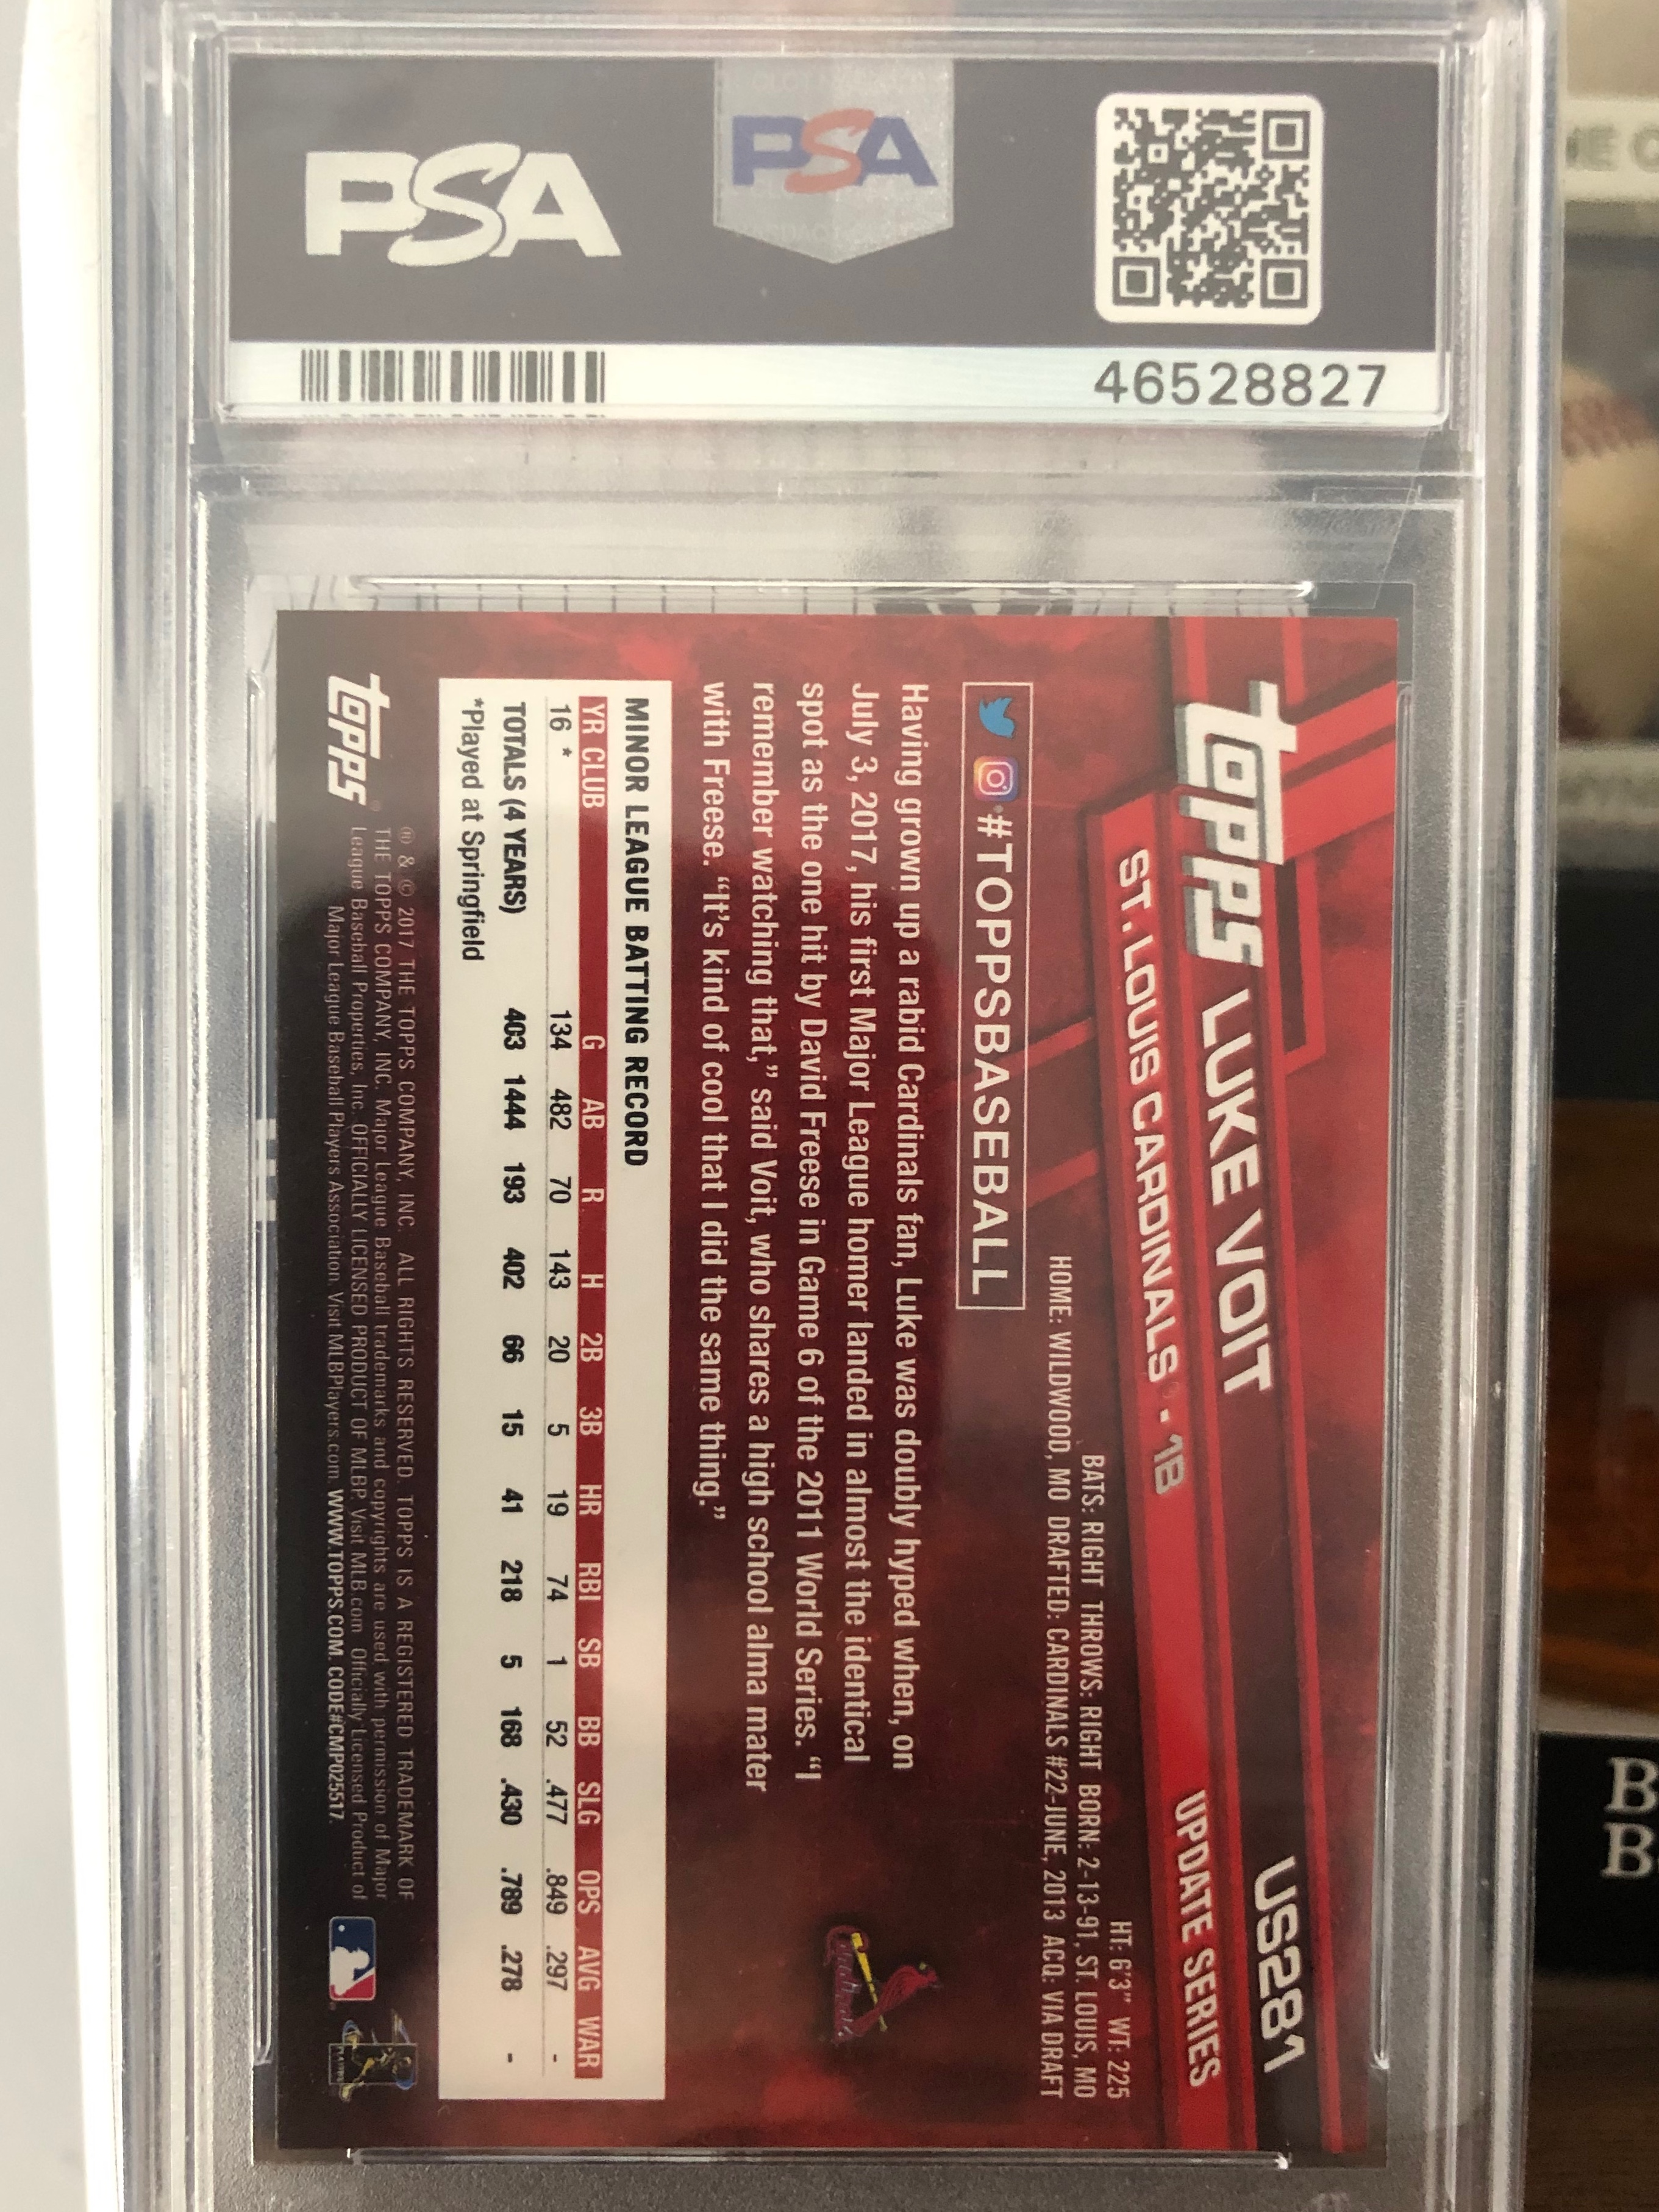 PSA
PSA
46528827
topps LUKE VOIT
US281
ST. LOUIS CARDINALS • 1B
UPDATE SERIES
HT: 6'3" WT: 225
BATS: RIGHT THROWS: RIGHT BORN: 2-13-91, ST. LOUIS, MO
HOME: WILDWOOD, MO DRAFTED: CARDINALS #22-JUNE, 2013 ACQ: VIA DRAFT
#TOPPSBASEBALL
Having grown up a rabid Cardinals fan, Luke was doubly hyped when, on
July 3, 2017, his first Major League homer landed in almost the identical
spot as the one hit by David Freese in Game 6 of the 2011 World Series. “I
remember watching that,” said Voit, who shares a high school alma mater
with Freese. “It’s kind of cool that I did the same thing.”
Cardinals
MINOR LEAGUE BATTING RECORD
YR CLUB G AB R H 2B 3B HR RBI SB BB SLG OPS AVG WAR
16 * 134 482 70 143 20 5 19 74 1 52 .477 .849 .297 -
TOTALS (4 YEARS) 403 1444 193 402 66 15 41 218 5 168 .430 .789 .278 -
*Played at Springfield
topps
® & © 2017 THE TOPPS COMPANY, INC. ALL RIGHTS RESERVED. TOPPS IS A REGISTERED TRADEMARK OF
THE TOPPS COMPANY, INC. Major League Baseball trademarks and copyrights are used with permission of Major
League Baseball Properties, Inc. OFFICIALLY LICENSED PRODUCT OF MLBP. Visit MLB.com Officially Licensed Product of
Major League Baseball Players Association. Visit MLBPlayers.com WWW.TOPPS.COM. CODE#CMP025517.